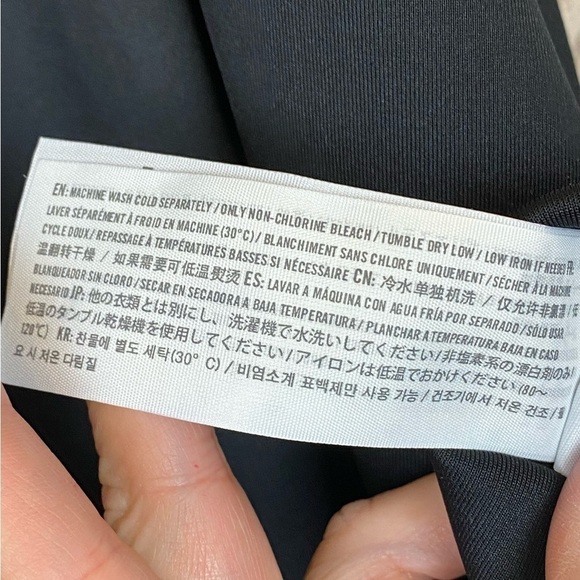 EN: MACHINE WASH COLD SEPARATELY / ONLY NON-CHLORINE BLEACH / TUMBLE DRY LOW / LOW IRON IF NEEDED FR:
LAVER SÉPARÉMENT À FROID EN MACHINE (30°C) / BLANCHIMENT SANS CHLORE UNIQUEMENT / SÉCHER À LA MACHINE
CYCLE DOUX / REPASSAGE À TEMPÉRATURES BASSES SI NÉCESSAIRE CN: 冷水单独机洗 / 仅允许非氯漂
温翻转干燥 / 如果需要可低温熨烫 ES: LAVAR A MÁQUINA CON AGUA FRÍA POR SEPARADO / SÓLO USAR
BLANQUEADOR SIN CLORO / SECAR EN SECADORA A BAJA TEMPERATURA / PLANCHAR A TEMPERATURA BAJA EN CASO
NECESARIO JP: 他の衣類とは別にし、洗濯機で水洗いしてください/非塩素系の漂白剤のみ
低温のタンブル乾燥機を使用してください/アイロンは低温でおかけください (80～
120℃) KR: 찬물에 별도 세탁(30° C) / 비염소계 표백제만 사용 가능 / 건조기에서 저온 건조 /
요 시 저온 다림질